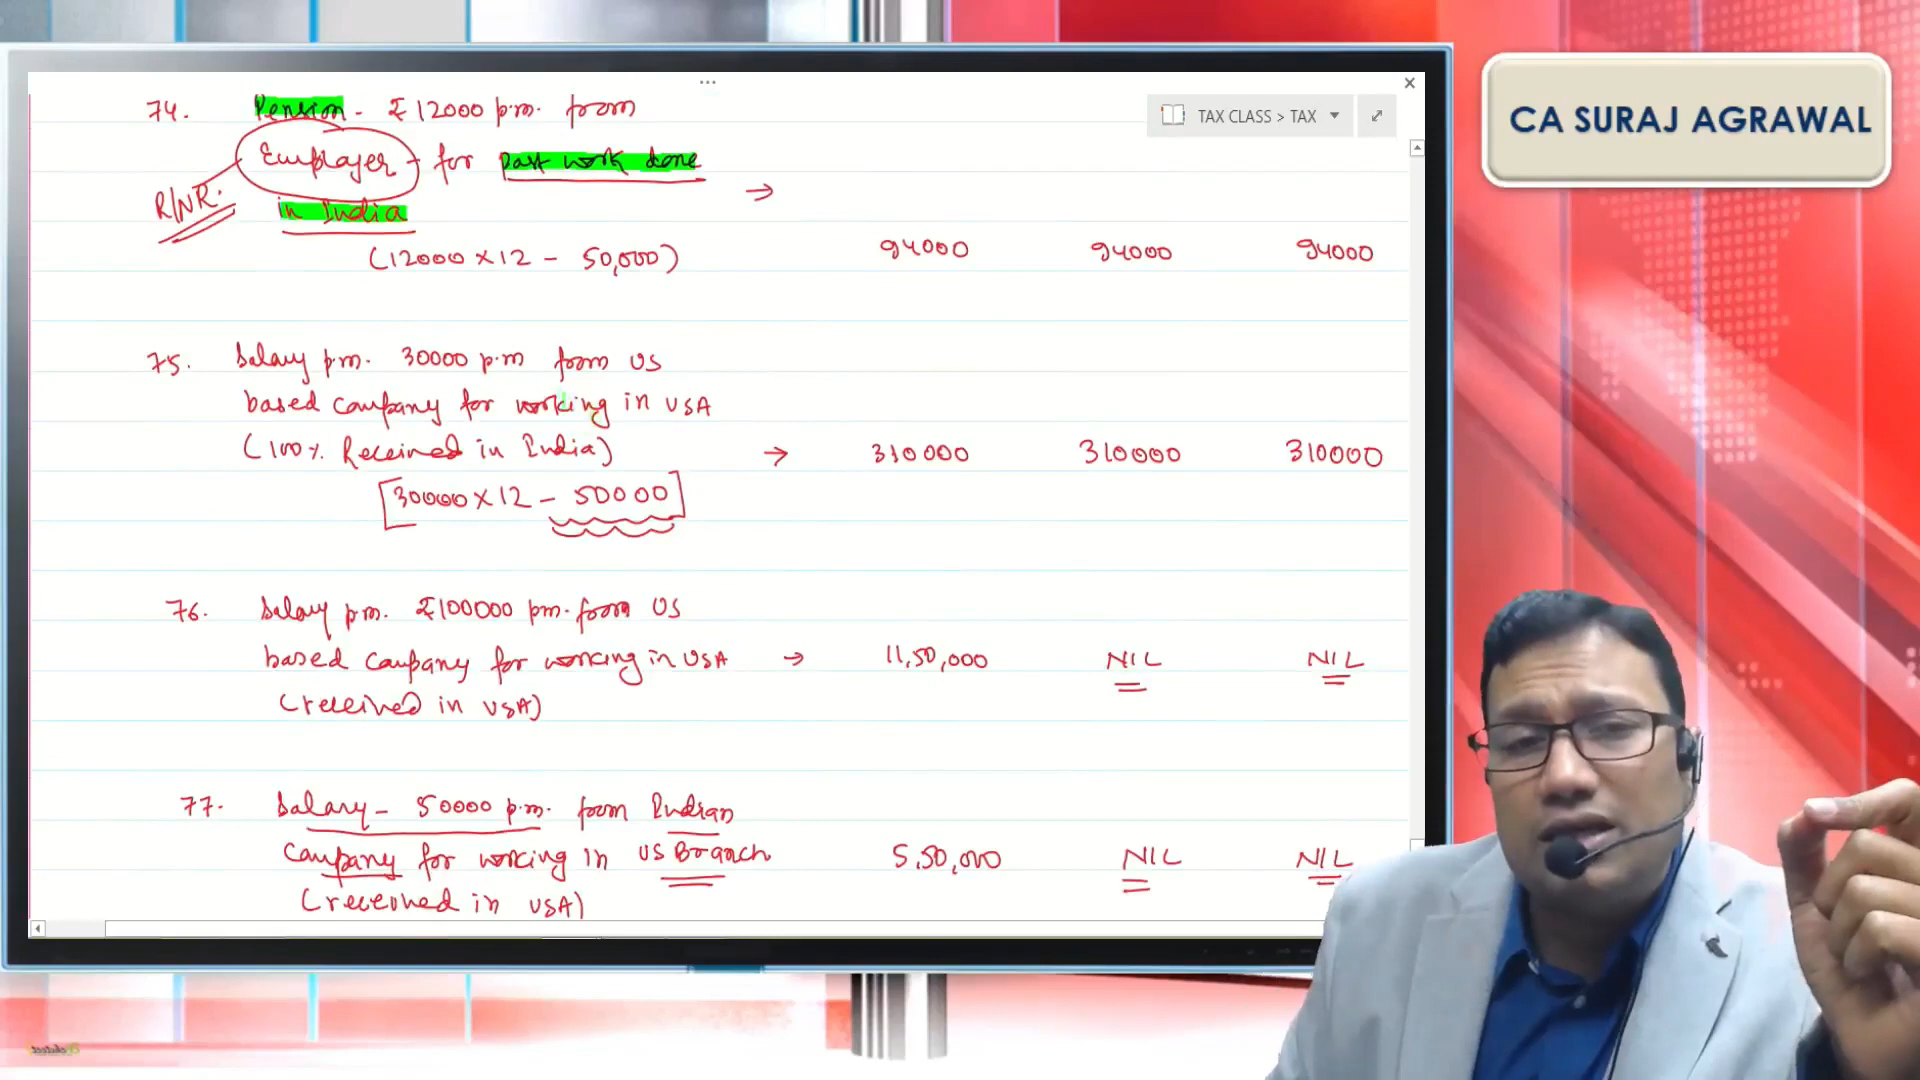 CA SURAJ AGRAWAL
TAX CLASS > TAX
74. Pension - ₹12000 p.m. from
Employer - for past work done
R/NR.
in India →
(12000 × 12 - 50,000) 94000 94000 94000
75. Salary p.m. 30000 p.m from US
based company for working in USA
(100% Received in India) → 310000 310000 310000
[30000 × 12 - 50000]
76. Salary p.m. ₹100000 pm. from US
based company for working in USA → 11,50,000 NIL NIL
(received in USA)
77. Salary - 50000 p.m. from Indian
company for working in US Branch 5,50,000 NIL NIL
(received in USA)